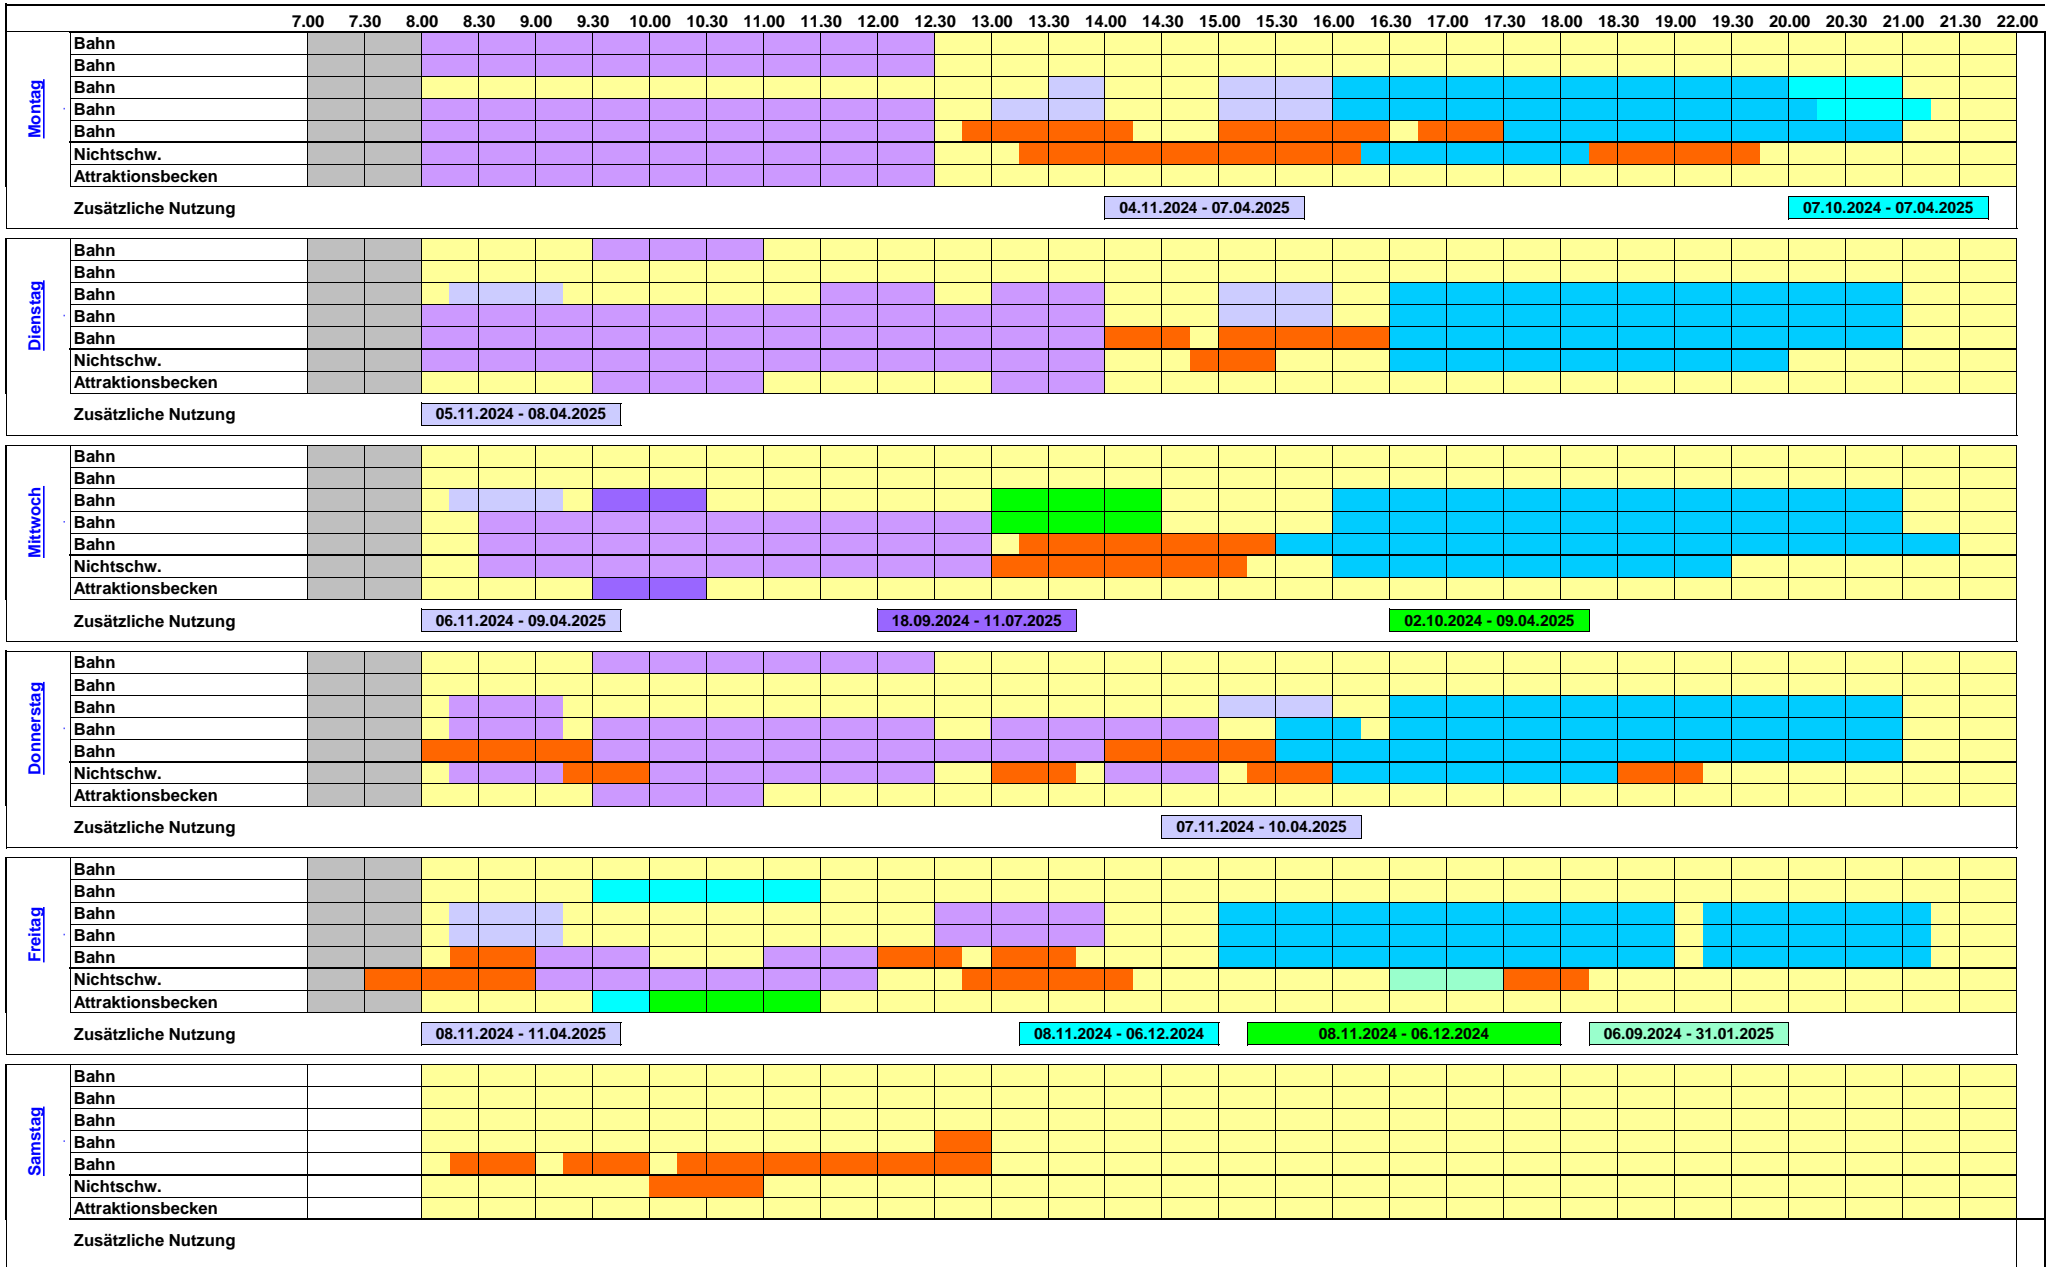 7.00 7.30 8.00 8.30 9.00 9.30 10.00 10.30 11.00 11.30 12.00 12.30 13.00 13.30 14.00 14.30 15.00 15.30 16.00 16.30 17.00 17.30 18.00 18.30 19.00 19.30 20.00 20.30 21.00 21.30 22.00
Montag
Bahn
Bahn
Bahn
Bahn
Bahn
Nichtschw.
Attraktionsbecken
Zusätzliche Nutzung 04.11.2024 - 07.04.2025 07.10.2024 - 07.04.2025
Dienstag
Bahn
Bahn
Bahn
Bahn
Bahn
Nichtschw.
Attraktionsbecken
Zusätzliche Nutzung 05.11.2024 - 08.04.2025
Mittwoch
Bahn
Bahn
Bahn
Bahn
Bahn
Nichtschw.
Attraktionsbecken
Zusätzliche Nutzung 06.11.2024 - 09.04.2025 18.09.2024 - 11.07.2025 02.10.2024 - 09.04.2025
Donnerstag
Bahn
Bahn
Bahn
Bahn
Bahn
Nichtschw.
Attraktionsbecken
Zusätzliche Nutzung 07.11.2024 - 10.04.2025
Freitag
Bahn
Bahn
Bahn
Bahn
Bahn
Nichtschw.
Attraktionsbecken
Zusätzliche Nutzung 08.11.2024 - 11.04.2025 08.11.2024 - 06.12.2024 08.11.2024 - 06.12.2024 06.09.2024 - 31.01.2025
Samstag
Bahn
Bahn
Bahn
Bahn
Bahn
Nichtschw.
Attraktionsbecken
Zusätzliche Nutzung